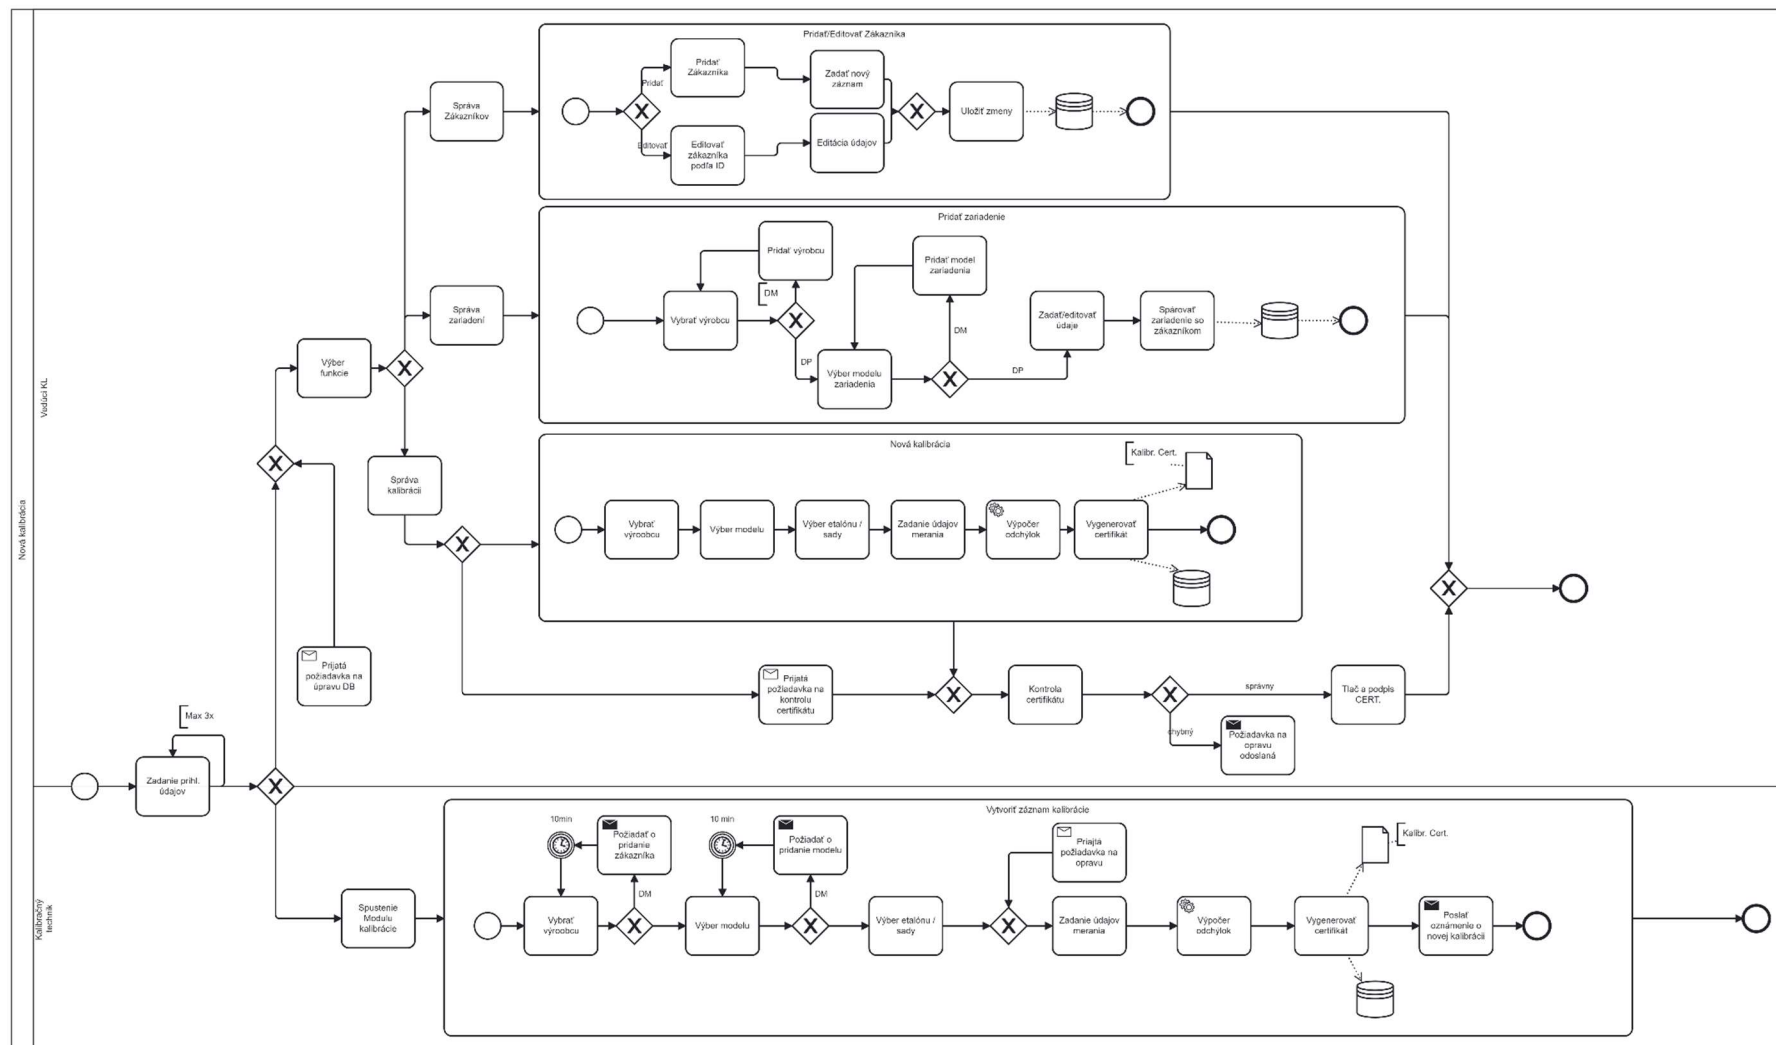 Nová kalibrácia
Vedúci KL
Kalibračný
technik
Pridať/Editovať Zákazníka
Správa
Zákazníkov
Pridať
Pridať
Zákazníka
Zadať nový
záznam
Editovať
Editovať
zákazníka
podľa ID
Editácia údajov
Uložiť zmeny
Pridať zariadenie
Správa
zariadení
Vybrať výrobcu
Pridať výrobcu
DM
DP
Výber modelu
zariadenia
Pridať model
zariadenia
DM
DP
Zadať/editovať
údaje
Spárovať
zariadenie so
zákazníkom
Výber
funkcie
Správa
kalibrácií
Nová kalibrácia
Vybrať
výroobcu
Výber modelu
Výber etalónu /
sady
Zadanie údajov
merania
Výpočer
odchýlok
Vygenerovať
certifikát
Kalibr. Cert.
Prijatá
požiadavka na
úpravu DB
Prijatá
požiadavka na
kontrolu
certifikátu
Kontrola
certifikátu
správny
chybný
Tlač a podpis
CERT.
Požiadavka na
opravu
odoslaná
Max 3x
Zadanie prihl.
údajov
Vytvoriť záznam kalibrácie
Spustenie
Modulu
kalibrácie
10min
Požiadať o
pridanie
zákazníka
DM
Vybrať
výroobcu
10 min
Požiadať o
pridanie modelu
DM
Výber modelu
Výber etalónu /
sady
Priajtá
požiadavka na
opravu
Zadanie údajov
merania
Výpočer
odchýlok
Vygenerovať
certifikát
Kalibr. Cert.
Poslať
oznámenie o
novej kalibrácii